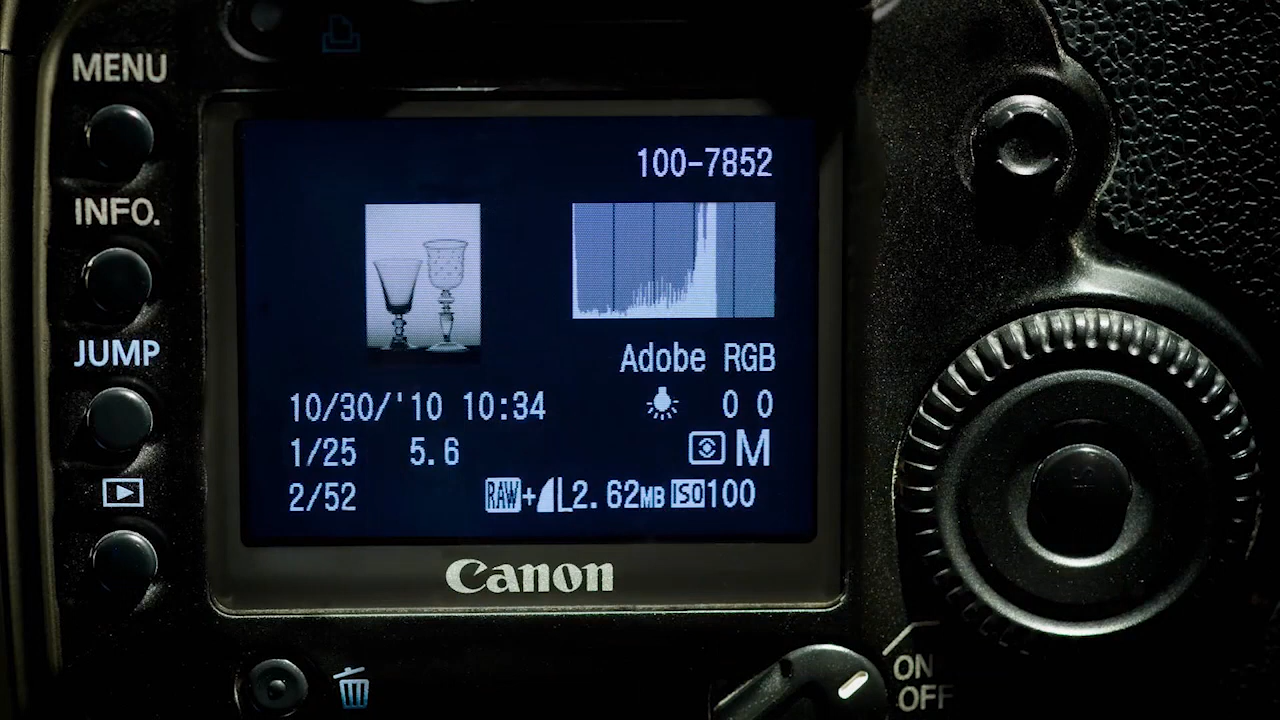 MENU
INFO.
JUMP
100-7852
Adobe RGB
10/30/'10 10:34
0 0
1/25 5.6
M
2/52
RAW+L2.62MB ISO100
Canon
ON
OFF